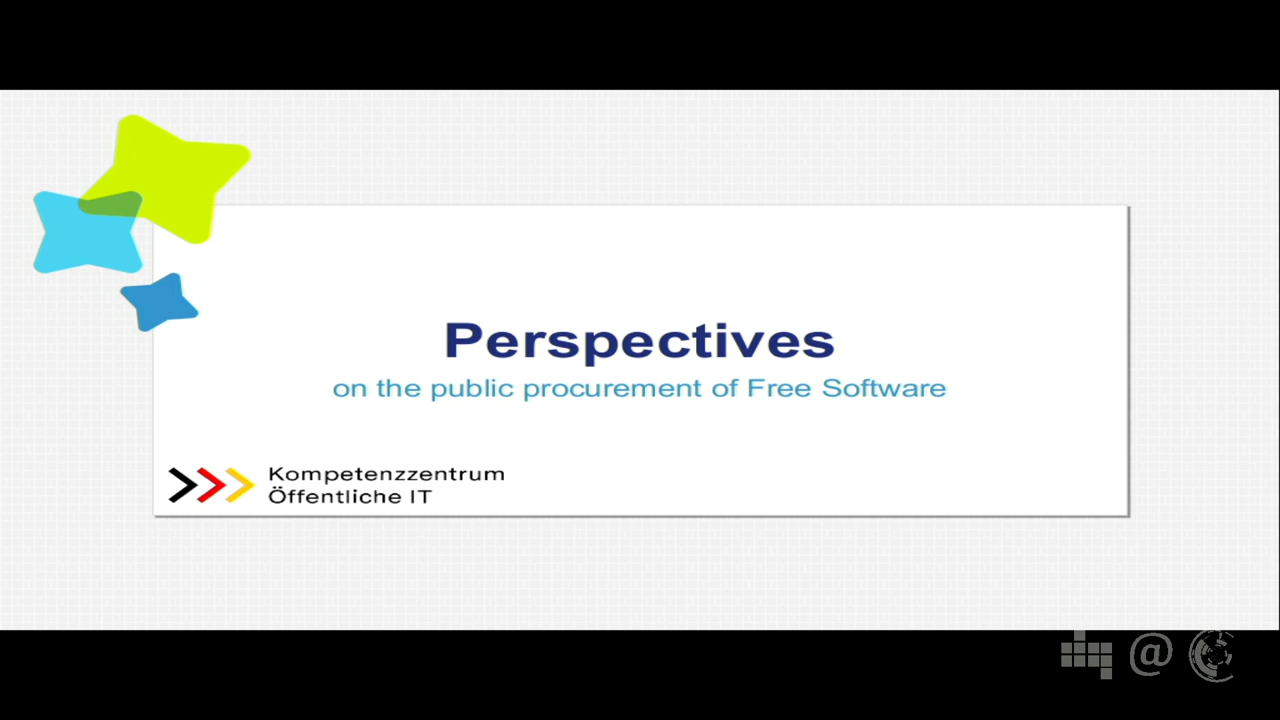 Perspectives
on the public procurement of Free Software
Kompetenzzentrum
Öffentliche IT
@